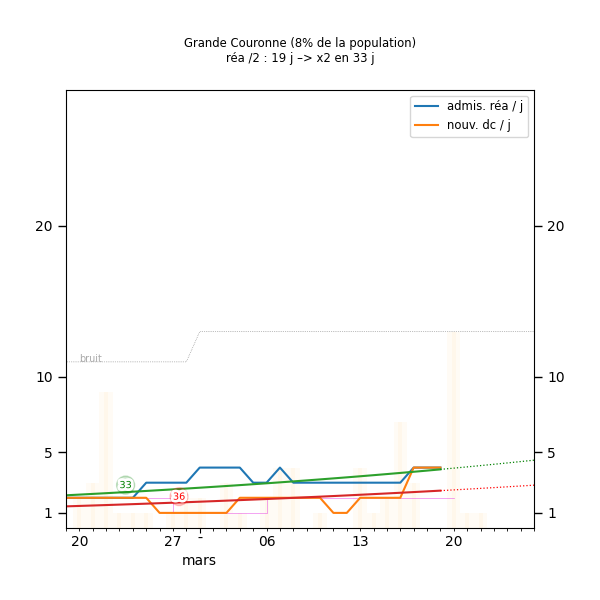 Grande Couronne (8% de la population)
réa /2 : 19 j –> x2 en 33 j
admis. réa / j
nouv. dc / j
20 20
bruit
10 10
5 5
33
36
1 1
20 27 - 06 13 20
mars